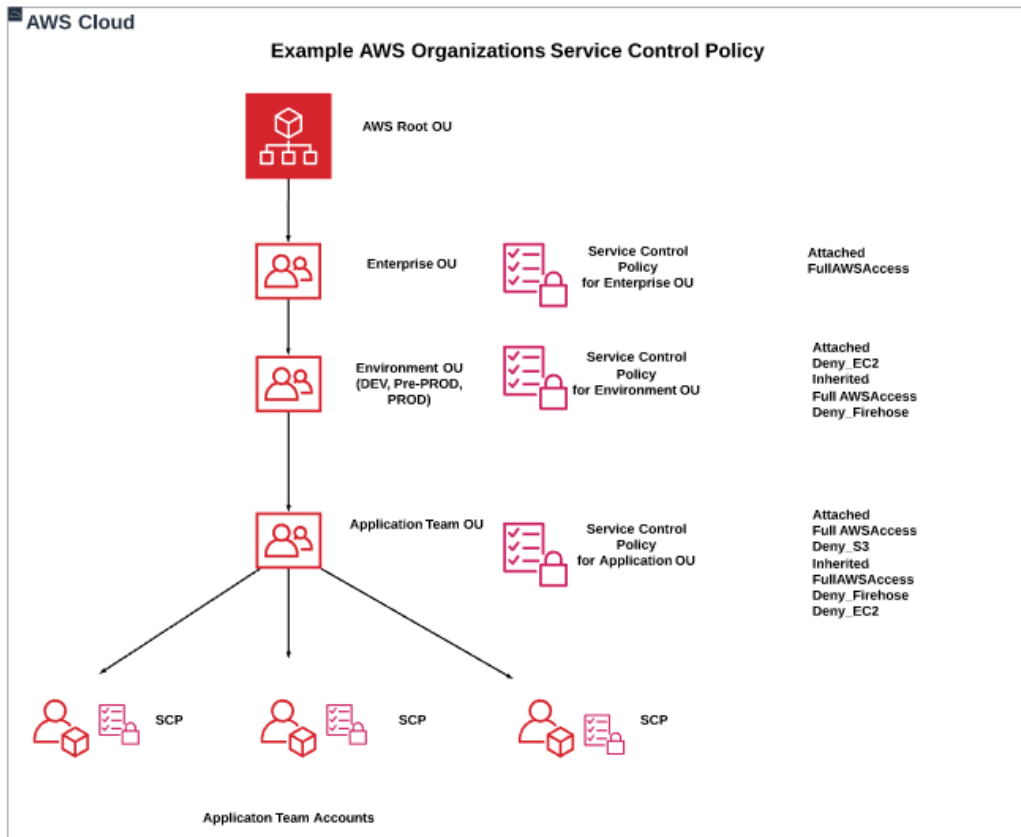 AWS Cloud
Example AWS Organizations Service Control Policy
AWS Root OU
Enterprise OU
Service Control
Policy
for Enterprise OU
Attached
FullAWSAccess
Environment OU
(DEV, Pre-PROD,
PROD)
Service Control
Policy
for Environment OU
Attached
Deny_EC2
Inherited
Full AWSAccess
Deny_Firehose
Application Team OU
Service Control
Policy
for Application OU
Attached
Full AWSAccess
Deny_S3
Inherited
FullAWSAccess
Deny_Firehose
Deny_EC2
SCP
SCP
SCP
Applicaton Team Accounts